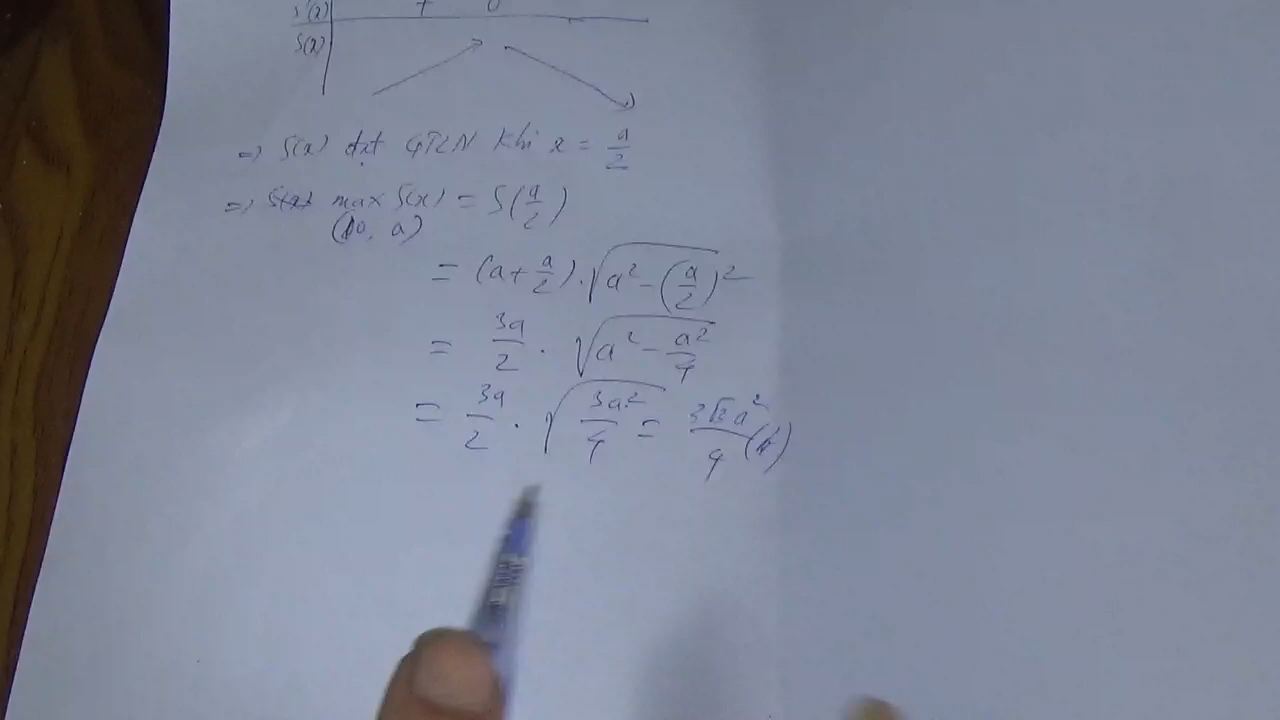 S'(x) + 0
S(x)
=> S(x) đạt GTLN khi x = a/2
=> max S(x) = S(a/2)
(0, a)
= (a + a/2) . √(a² - (a/2)²)
= 3a/2 . √(a² - a²/4)
= 3a/2 . √(3a²/4) = 3√3a²/4